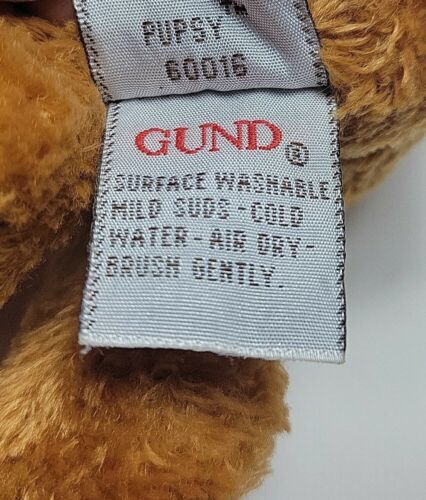 PUPSY
60016
GUND®
SURFACE WASHABLE
MILD SUDS-COLD
WATER-AIR DRY-
BRUSH GENTLY.